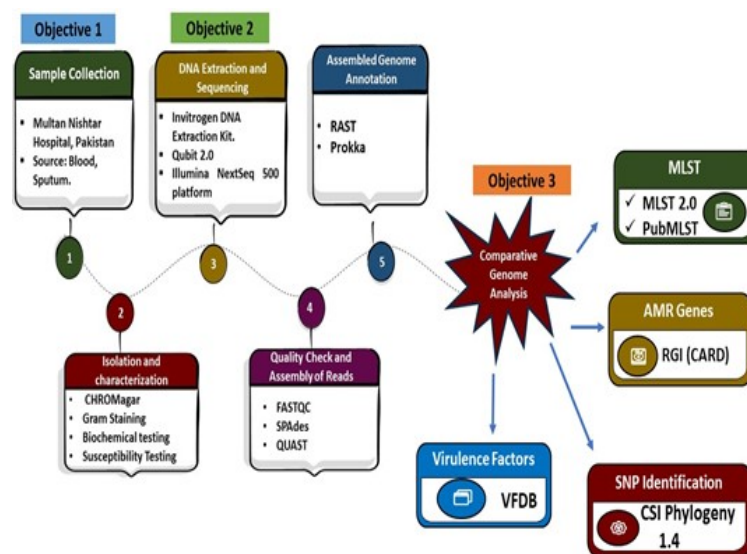 Objective 1
Sample Collection
Multan Nishtar
Hospital, Pakistan
Source: Blood,
Sputum.
1
2
Isolation and
characterization
CHROMagar
Gram Staining
Biochemical testing
Susceptibility Testing
Objective 2
DNA Extraction and
Sequencing
Invitrogen DNA
Extraction Kit.
Qubit 2.0
Illumina NextSeq 500
platform
3
4
Quality Check and
Assembly of Reads
FASTQC
SPAdes
QUAST
Assembled Genome
Annotation
RAST
Prokka
5
Objective 3
Comparative
Genome
Analysis
MLST
MLST 2.0
PubMLST
AMR Genes
RGI (CARD)
SNP Identification
CSI Phylogeny
1.4
Virulence Factors
VFDB